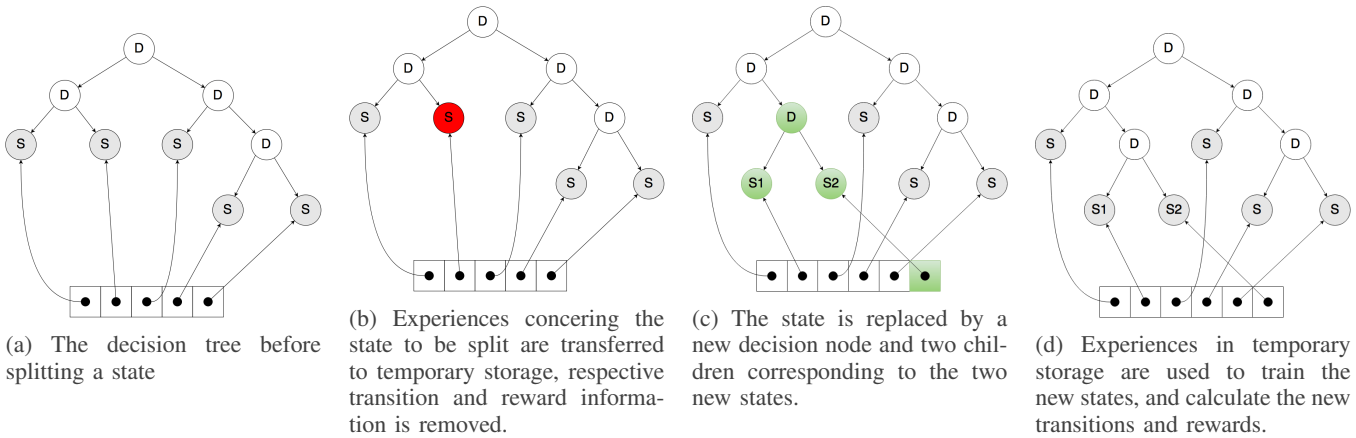 D
D
D
S
S
S
D
S
S
(a) The decision tree before
splitting a state
D
D
D
S
S
S
D
S
S
(b) Experiences concering the
state to be split are transferred
to temporary storage, respective
transition and reward informa-
tion is removed.
D
D
D
S
D
S
D
S1
S2
S
S
(c) The state is replaced by a
new decision node and two chil-
dren corresponding to the two
new states.
D
D
D
S
D
S
D
S1
S2
S
S
(d) Experiences in temporary
storage are used to train the
new states, and calculate the new
transitions and rewards.